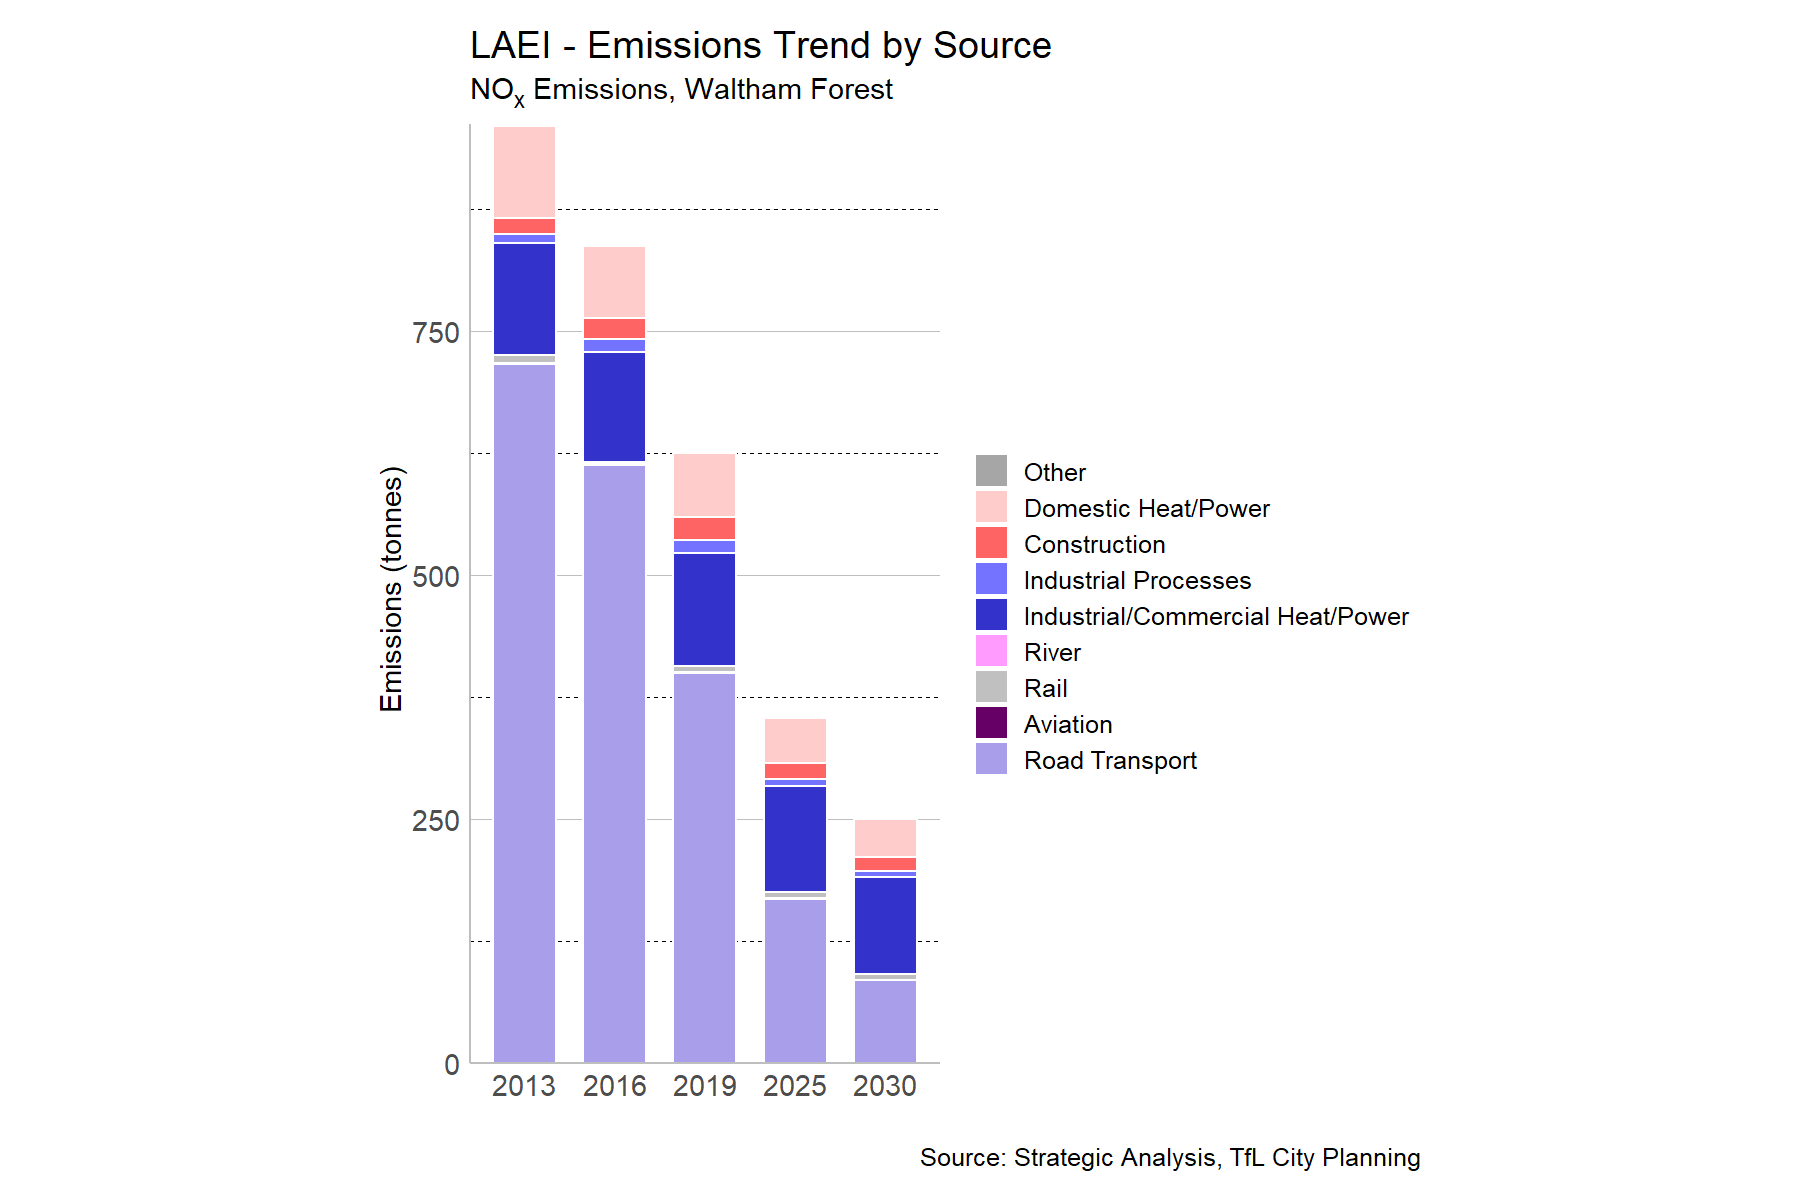 LAEI - Emissions Trend by Source
NOx Emissions, Waltham Forest
Emissions (tonnes)
750
500
250
0
2013 2016 2019 2025 2030
Other
Domestic Heat/Power
Construction
Industrial Processes
Industrial/Commercial Heat/Power
River
Rail
Aviation
Road Transport
Source: Strategic Analysis, TfL City Planning